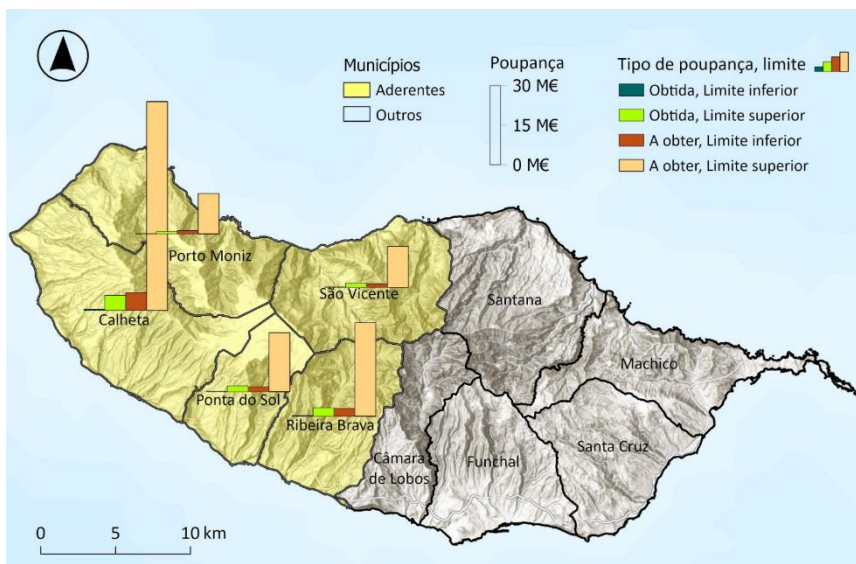 Municípios
Aderentes
Outros
Poupança
30 M€
15 M€
0 M€
Tipo de poupança, limite
Obtida, Limite inferior
Obtida, Limite superior
A obter, Limite inferior
A obter, Limite superior
Porto Moniz
São Vicente
Santana
Calheta
Machico
Ponta do Sol
Ribeira Brava
Câmara
de Lobos
Funchal
Santa Cruz
0 5 10 km